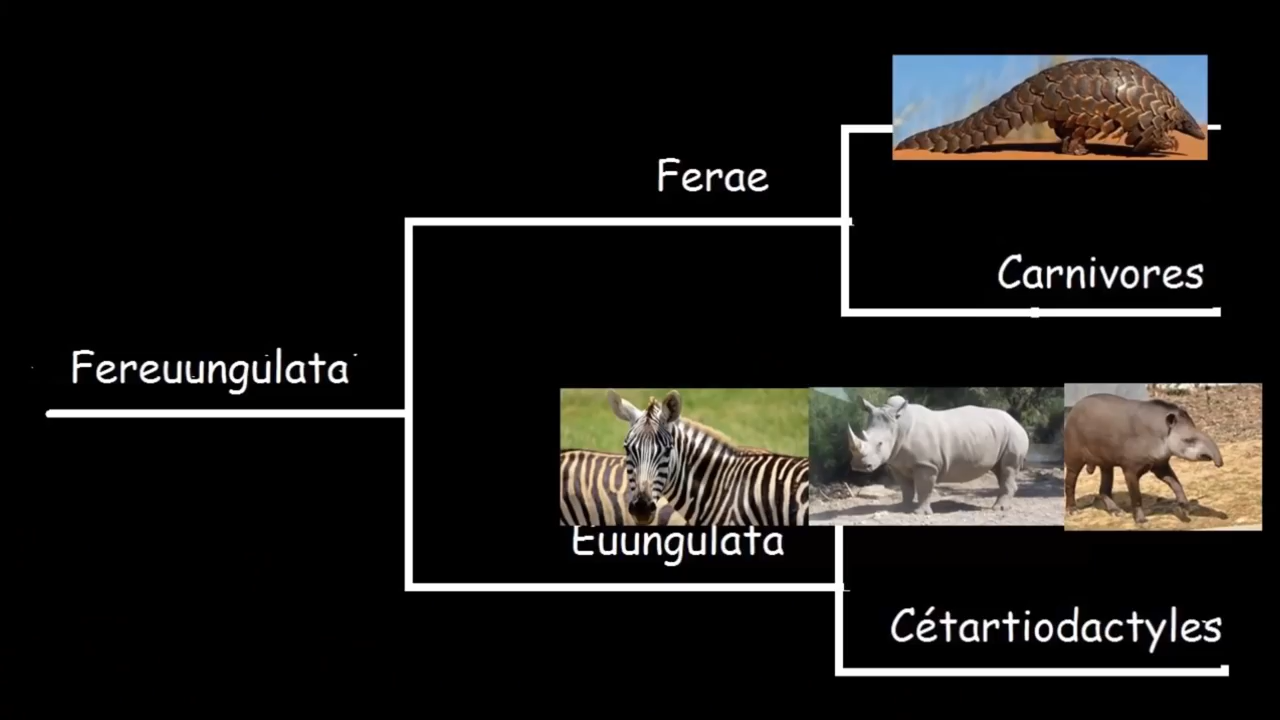 Ferae
Carnivores
Fereuungulata
Euungulata
Cétartiodactyles